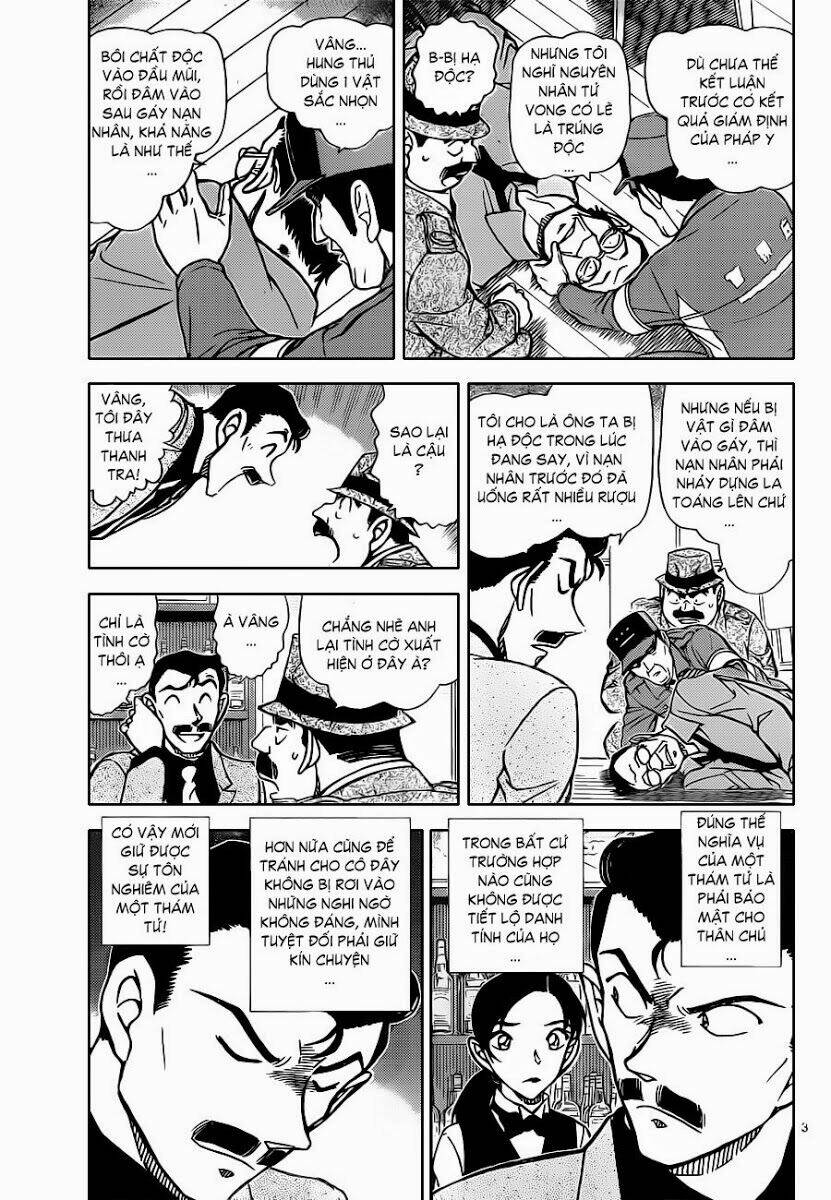 DÙ CHƯA THỂ
KẾT LUẬN
TRƯỚC CÓ KẾT
QUẢ GIÁM ĐỊNH
CỦA PHÁP Y
...
NHƯNG TÔI
NGHĨ NGUYÊN
NHÂN TỬ
VONG CÓ LẼ
LÀ TRÚNG
ĐỘC
...
B-BỊ HẠ
ĐỘC?
VÂNG...
HUNG THỦ
DÙNG 1 VẬT
SẮC NHỌN
...
BÔI CHẤT ĐỘC
VÀO ĐẦU MŨI,
RỒI ĐÂM VÀO
SAU GÁY NẠN
NHÂN, KHẢ NĂNG
LÀ NHƯ THẾ
...
NHƯNG NẾU BỊ
VẬT GÌ ĐÂM
VÀO GÁY, THÌ
NẠN NHÂN PHẢI
NHẢY DỰNG LA
TOÁNG LÊN CHỨ
...
TÔI CHO LÀ ÔNG TA BỊ
HẠ ĐỘC TRONG LÚC
ĐANG SAY, VÌ NẠN
NHÂN TRƯỚC ĐÓ ĐÃ
UỐNG RẤT NHIỀU RƯỢU
...
SAO LẠI
LÀ CẬU
?
VÂNG,
TÔI ĐÂY
THƯA
THANH
TRA!
CHẲNG NHẼ ANH
LẠI TÌNH CỜ XUẤT
HIỆN Ở ĐÂY À?
À VÂNG
...
CHỈ LÀ
TÌNH CỜ
THÔI Ạ
...
ĐÚNG THẾ
NGHĨA VỤ
CỦA MỘT
THÁM TỬ LÀ
PHẢI BẢO
MẬT CHO
THÂN CHỦ
...
TRONG BẤT CỨ
TRƯỜNG HỢP
NÀO CŨNG
KHÔNG ĐƯỢC
TIẾT LỘ DANH
TÍNH CỦA HỌ
...
HƠN NỮA CŨNG ĐỂ
TRÁNH CHO CÔ ĐÂY
KHÔNG BỊ RƠI VÀO
NHỮNG NGHI NGỜ
KHÔNG ĐÁNG, MÌNH
TUYỆT ĐỐI PHẢI GIỮ
KÍN CHUYỆN
...
CÓ VẬY MỚI
GIỮ ĐƯỢC
SỰ TÔN
NGHIÊM CỦA
MỘT THÁM
TỬ!
3